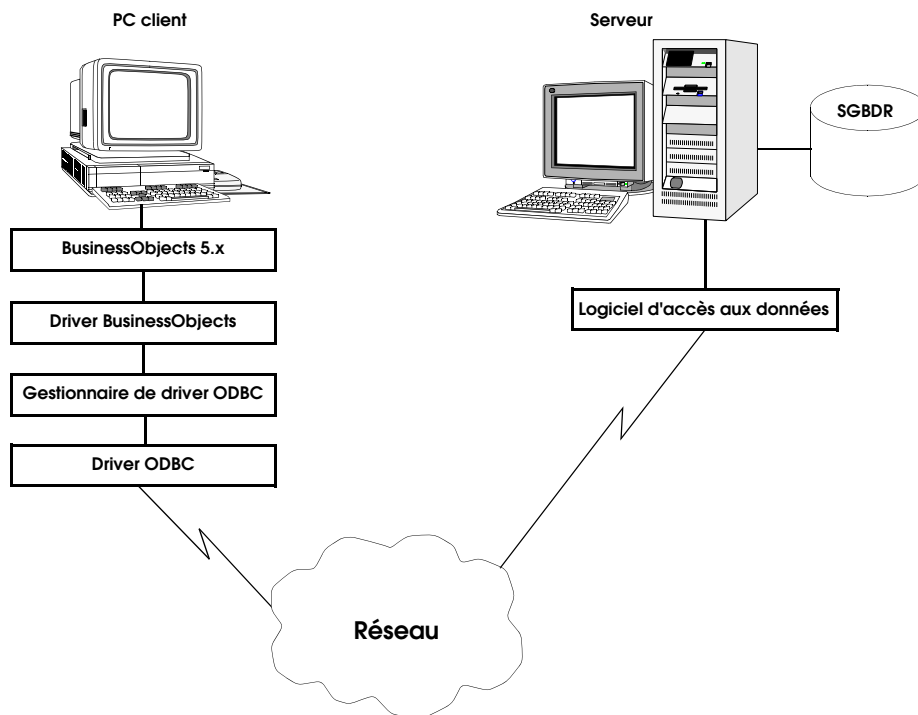 PC client
Serveur
SGBDR
BusinessObjects 5.x
Driver BusinessObjects
Logiciel d'accès aux données
Gestionnaire de driver ODBC
Driver ODBC
Réseau